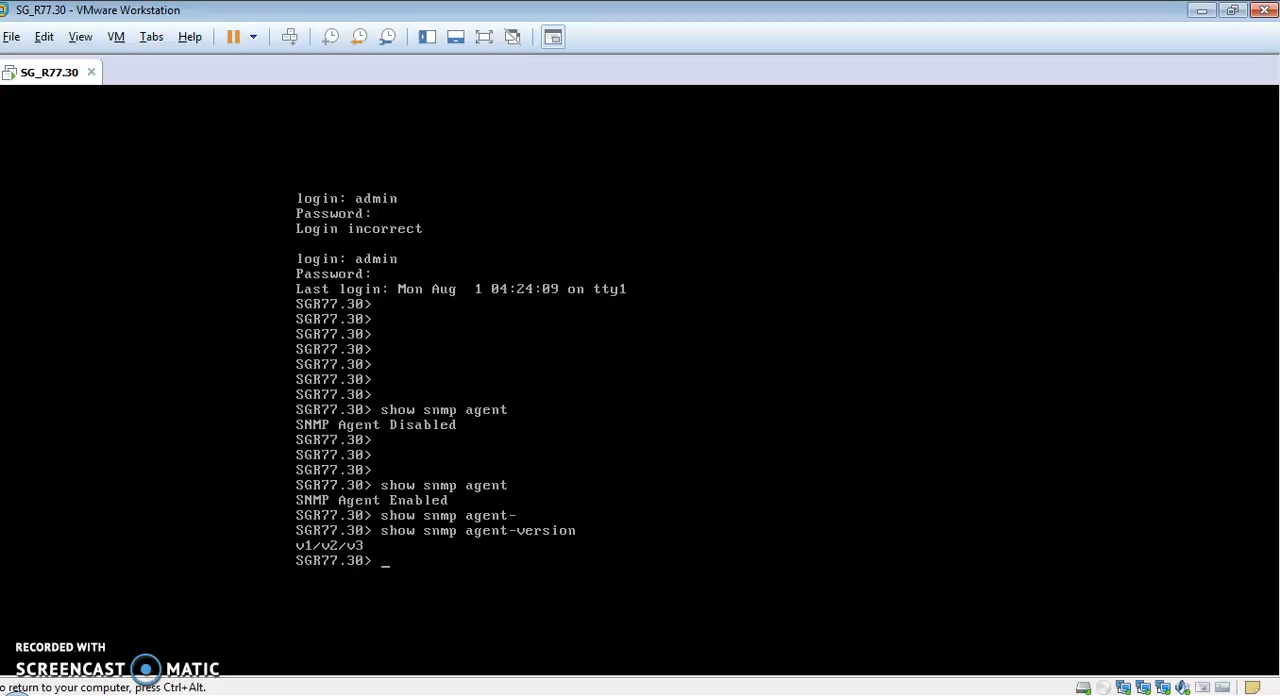 SG_R77.30 - VMware Workstation
File Edit View VM Tabs Help
SG_R77.30
login: admin
Password:
Login incorrect
login: admin
Password:
Last login: Mon Aug  1 04:24:09 on tty1
SGR77.30>
SGR77.30>
SGR77.30>
SGR77.30>
SGR77.30>
SGR77.30>
SGR77.30>
SGR77.30> show snmp agent
SNMP Agent Disabled
SGR77.30>
SGR77.30>
SGR77.30>
SGR77.30> show snmp agent
SNMP Agent Enabled
SGR77.30> show snmp agent-
SGR77.30> show snmp agent-version
v1/v2/v3
SGR77.30> _
RECORDED WITH
SCREENCAST MATIC
o return to your computer, press Ctrl+Alt.